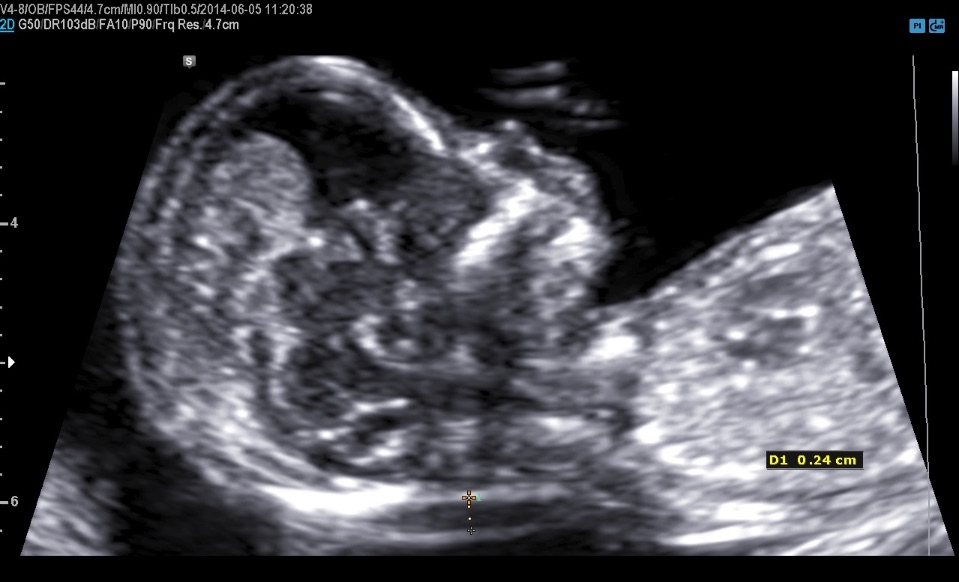 V4-8/OB/FPS44/4.7cm/MI0.90/TIb0.5/2014-06-05 11:20:38
2D G50/DR103dB/FA10/P90/Frq Res./4.7cm
PI
S
4
D1 0.24 cm
6